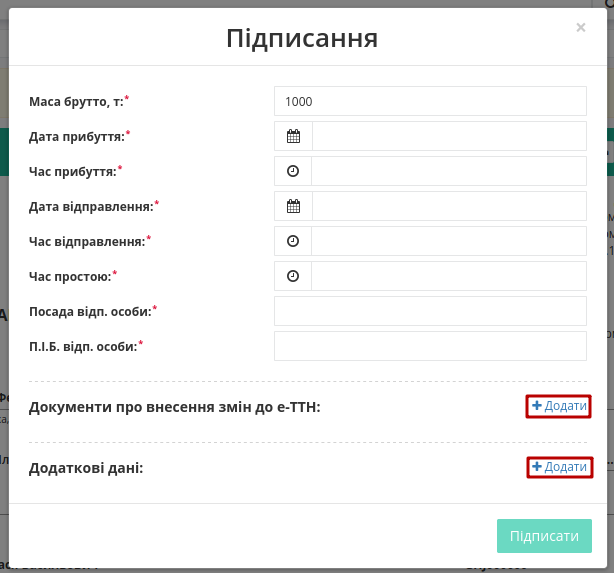 Підписання
×
Маса брутто, т:*
1000
Дата прибуття:*
Час прибуття:*
Дата відправлення:*
Час відправлення:*
Час простою:*
Посада відп. особи:*
П.І.Б. відп. особи:*
Документи про внесення змін до е-ТТН:
+ Додати
Додаткові дані:
+ Додати
Підписати